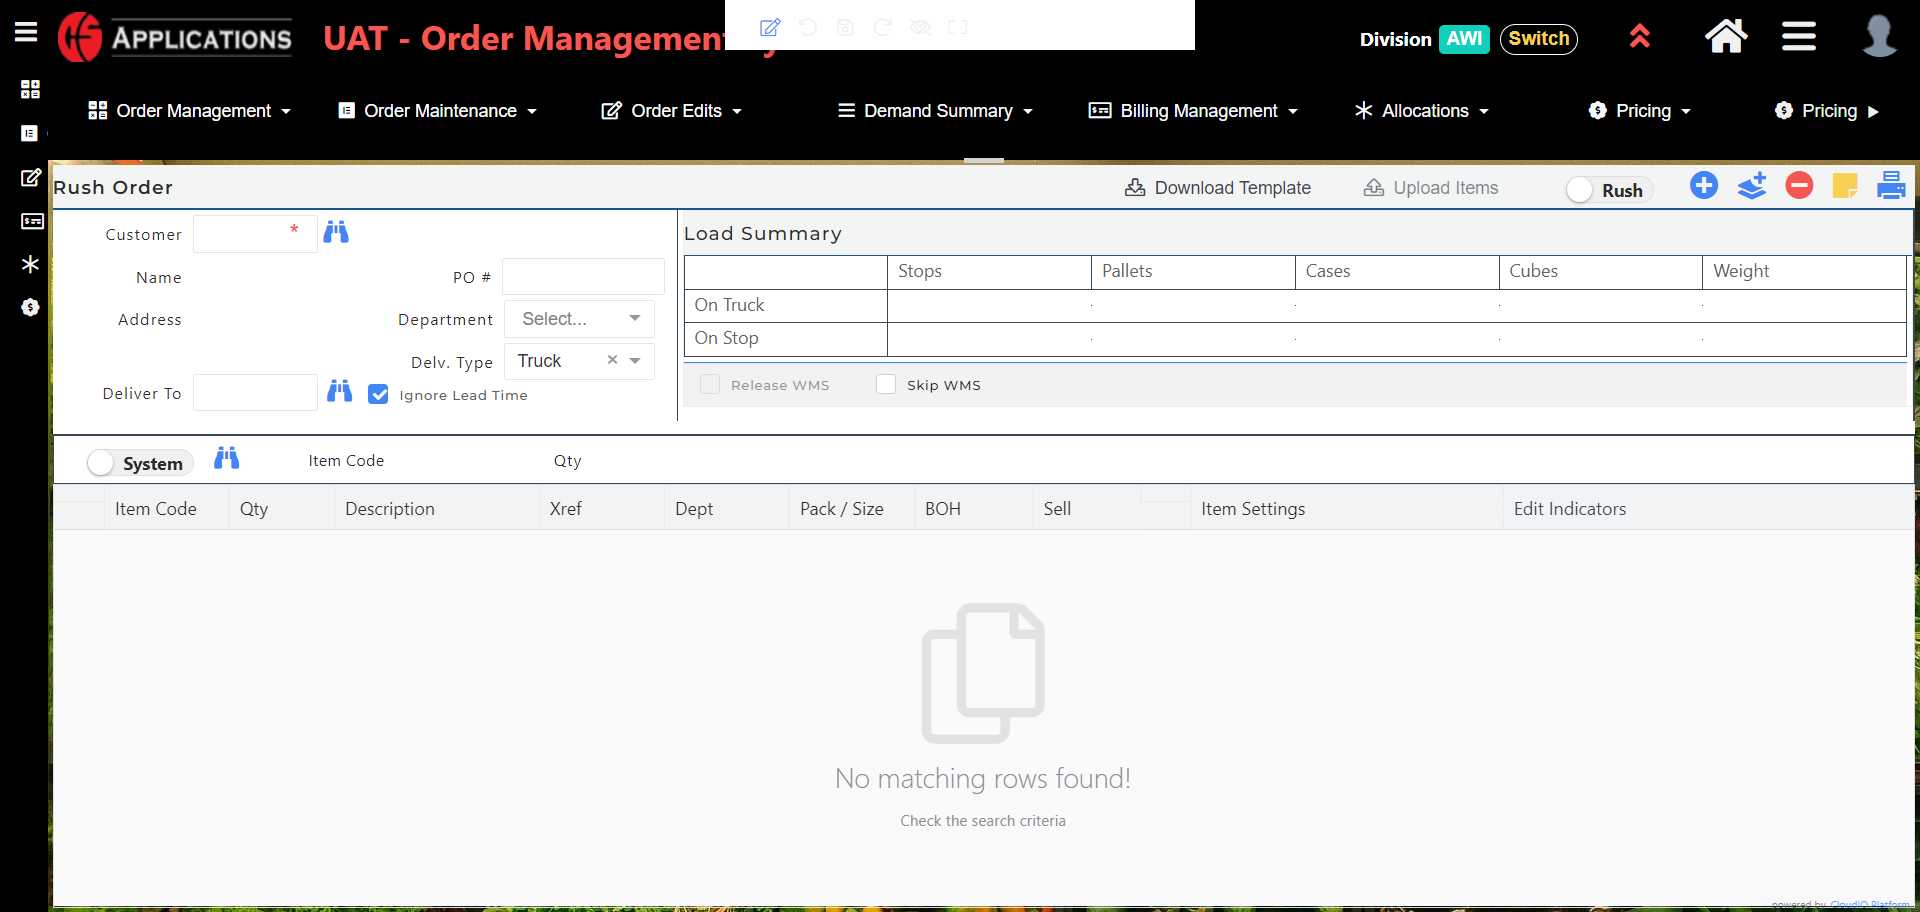 APPLICATIONS
UAT - Order Management
Division AWI Switch
Order Management
Order Maintenance
Order Edits
Demand Summary
Billing Management
Allocations
Pricing
Pricing
Rush Order
Download Template
Upload Items
Rush
Customer *
Name
PO #
Address
Department Select...
Delv. Type Truck
Deliver To
Ignore Lead Time
Load Summary
Stops Pallets Cases Cubes Weight
On Truck
On Stop
Release WMS
Skip WMS
System
Item Code
Qty
Item Code Qty Description Xref Dept Pack / Size BOH Sell Item Settings Edit Indicators
No matching rows found!
Check the search criteria
powered by CloudIO Platform